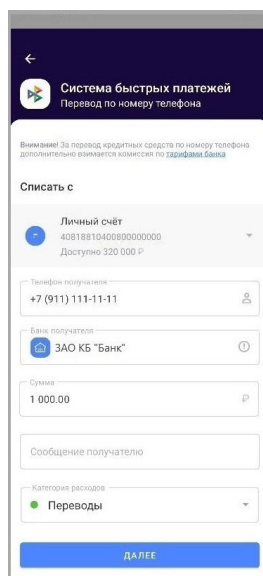 Система быстрых платежей
Перевод по номеру телефона
Внимание! За перевод кредитных средств по номеру телефона
дополнительно взимается комиссия по тарифами банка
Списать с
Личный счёт
40818810400800000000
Доступно 320 000 ₽
Телефон получателя
+7 (911) 111-11-11
Банк получателя
ЗАО КБ "Банк"
Сумма
1 000.00 ₽
Сообщение получателю
Категория расходов
Переводы
ДАЛЕЕ